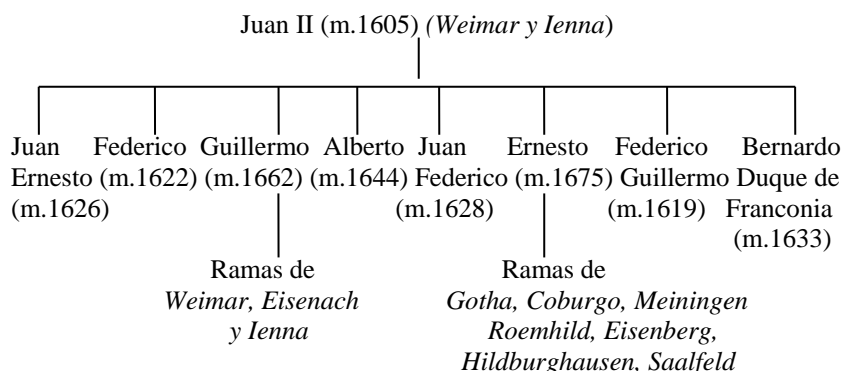 Juan II (m.1605) (Weimar y Ienna)
Juan Federico Guillermo Alberto Juan Ernesto Federico Bernardo
Ernesto (m.1622) (m.1662) (m.1644) Federico (m.1675) Guillermo Duque de
(m.1626) (m.1628) (m.1619) Franconia
(m.1633)
Ramas de Ramas de
Weimar, Eisenach Gotha, Coburgo, Meiningen
y Ienna Roemhild, Eisenberg,
Hildburghausen, Saalfeld